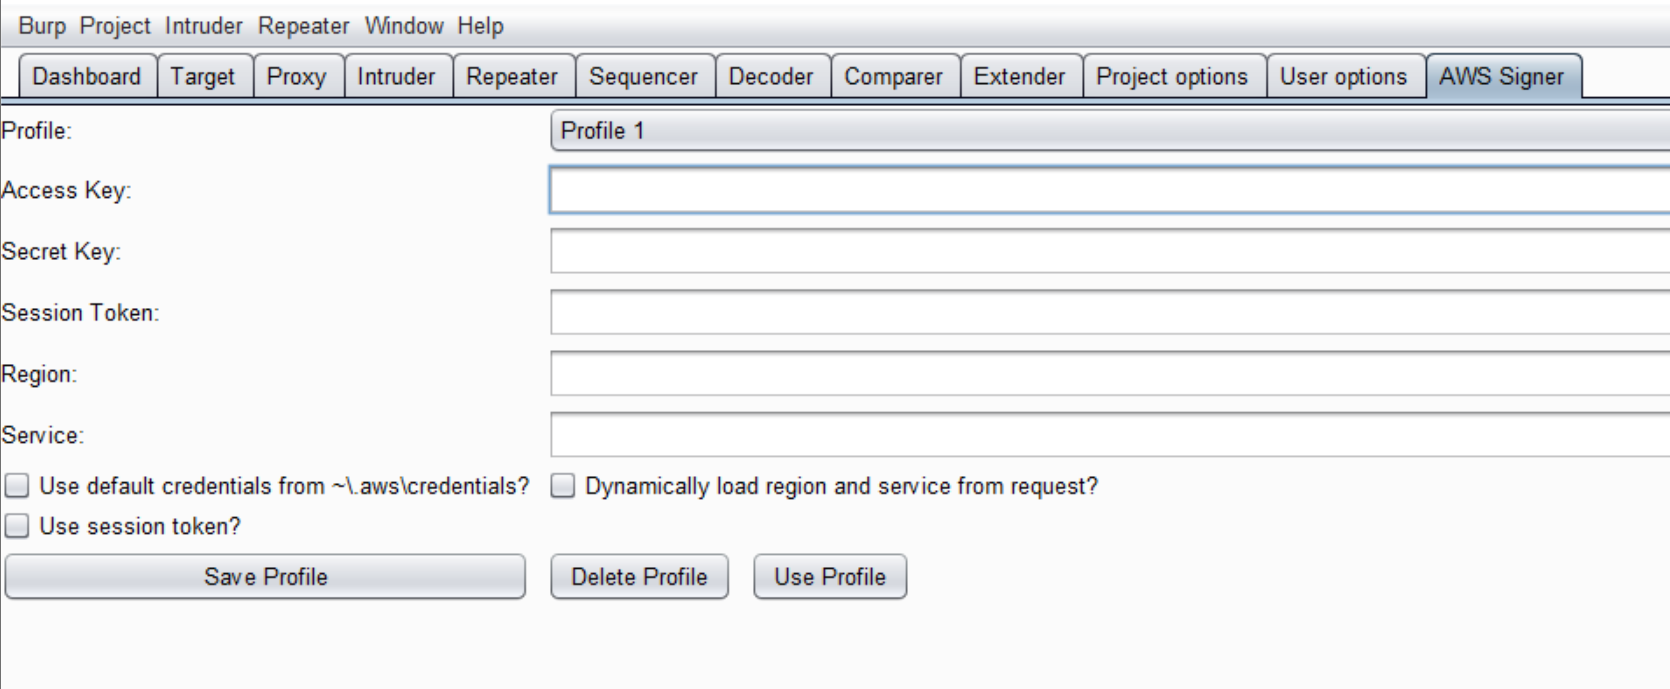 Burp Project Intruder Repeater Window Help
Dashboard Target Proxy Intruder Repeater Sequencer Decoder Comparer Extender Project options User options AWS Signer
Profile: Profile 1
Access Key:
Secret Key:
Session Token:
Region:
Service:
Use default credentials from ~\.aws\credentials? Dynamically load region and service from request?
Use session token?
Save Profile Delete Profile Use Profile